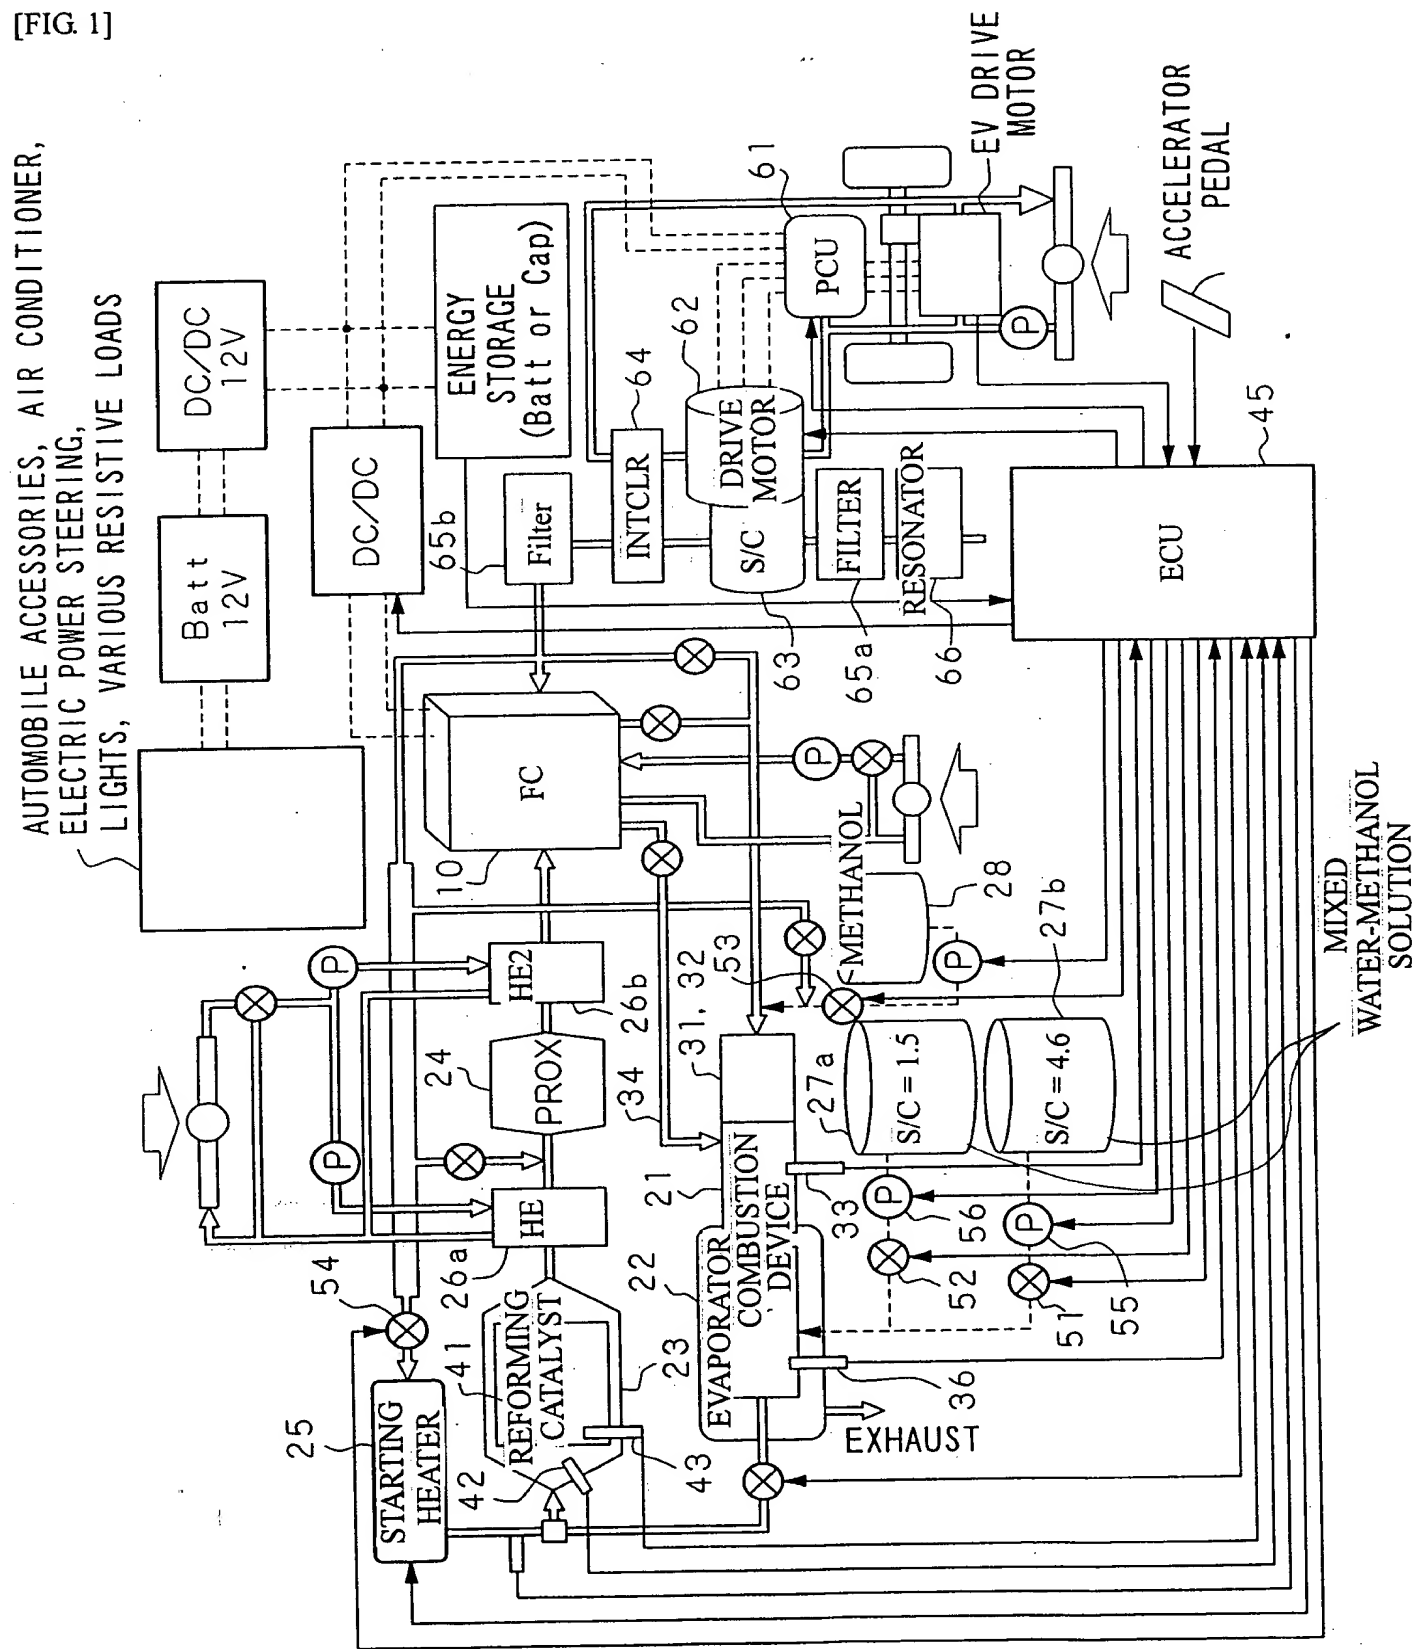 [FIG. 1]
AUTOMOBILE ACCESSORIES, AIR CONDITIONER,
ELECTRIC POWER STEERING,
LIGHTS, VARIOUS RESISTIVE LOADS
Batt
12V
DC/DC
12V
DC/DC
ENERGY
STORAGE
(Batt or Cap)
54
25
STARTING
HEATER
P
P
26a
HE
24
PROX
HE2
26b
10
FC
65b
Filter
64
INTCLR
62
DRIVE
MOTOR
S/C
63
61
PCU
EV DRIVE
MOTOR
P
65a
FILTER
RESONATOR
66
ACCELERATOR
PEDAL
41
REFORMING
CATALYST
42
43
23
34
22
EVAPORATOR
21
COMBUSTION
DEVICE
31, 32
33
36
EXHAUST
53
METHANOL
28
P
P
27a
S/C = 1.5
27b
S/C = 4.6
P
56
52
P
55
51
MIXED
WATER-METHANOL
SOLUTION
ECU
45